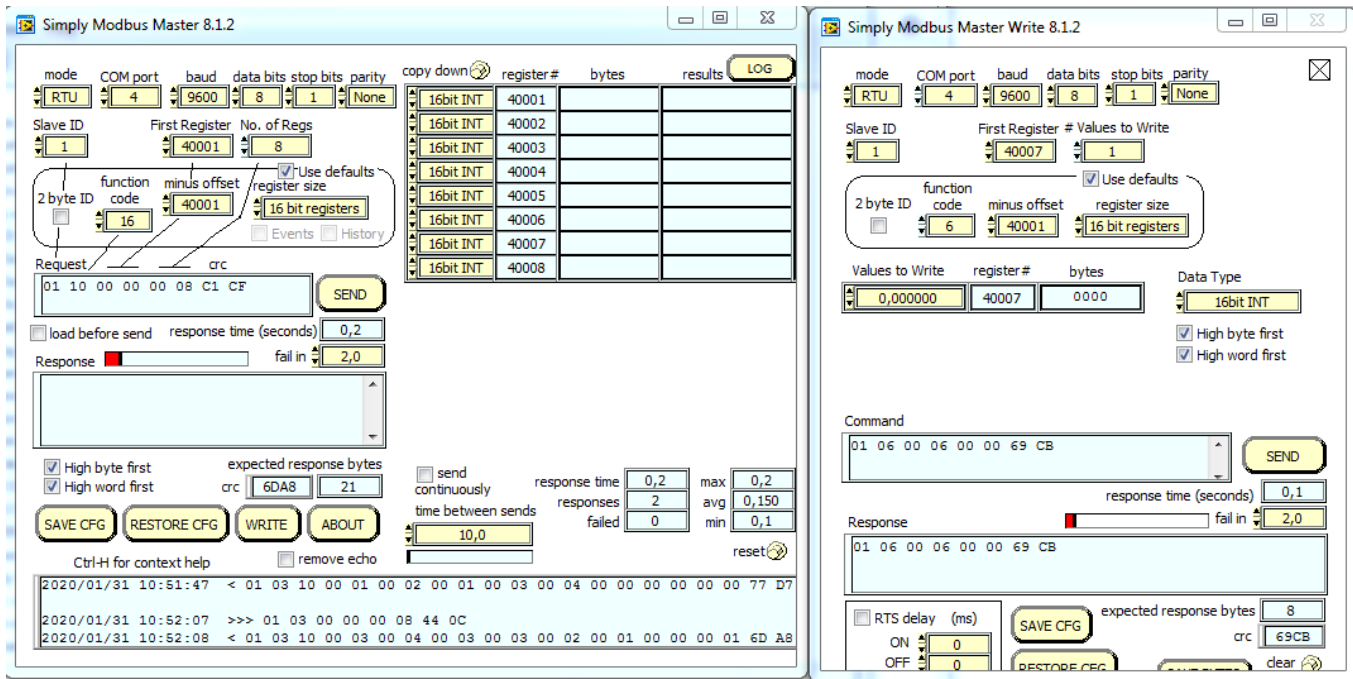 Simply Modbus Master 8.1.2
mode COM port baud data bits stop bits parity
RTU 4 9600 8 1 None
Slave ID First Register No. of Regs
1 40001 8
Use defaults
2 byte ID function code minus offset register size
16 40001 16 bit registers
Events History
Request crc
01 10 00 00 00 08 C1 CF
SEND
load before send response time (seconds) 0,2
Response fail in 2,0
High byte first expected response bytes
High word first crc 6DA8 21
SAVE CFG RESTORE CFG WRITE ABOUT
Ctrl-H for context help remove echo
copy down register # bytes results LOG
16bit INT 40001
16bit INT 40002
16bit INT 40003
16bit INT 40004
16bit INT 40005
16bit INT 40006
16bit INT 40007
16bit INT 40008
send continuously
time between sends
10,0
response time 0,2 max 0,2
responses 2 avg 0,150
failed 0 min 0,1
reset
2020/01/31 10:51:47 < 01 03 10 00 01 00 02 00 01 00 03 00 04 00 00 00 00 00 00 77 D7
2020/01/31 10:52:07 >>> 01 03 00 00 00 08 44 0C
2020/01/31 10:52:08 < 01 03 10 00 03 00 04 00 03 00 03 00 02 00 01 00 00 00 01 6D A8
Simply Modbus Master Write 8.1.2
mode COM port baud data bits stop bits parity
RTU 4 9600 8 1 None
Slave ID First Register # Values to Write
1 40007 1
Use defaults
2 byte ID function code minus offset register size
6 40001 16 bit registers
Values to Write register # bytes Data Type
0,000000 40007 0000 16bit INT
High byte first
High word first
Command
01 06 00 06 00 00 69 CB
SEND
response time (seconds) 0,1
Response fail in 2,0
01 06 00 06 00 00 69 CB
RTS delay (ms) SAVE CFG expected response bytes 8
ON 0 crc 69CB
OFF 0 RESTORE CFG SAVE BYTES clear